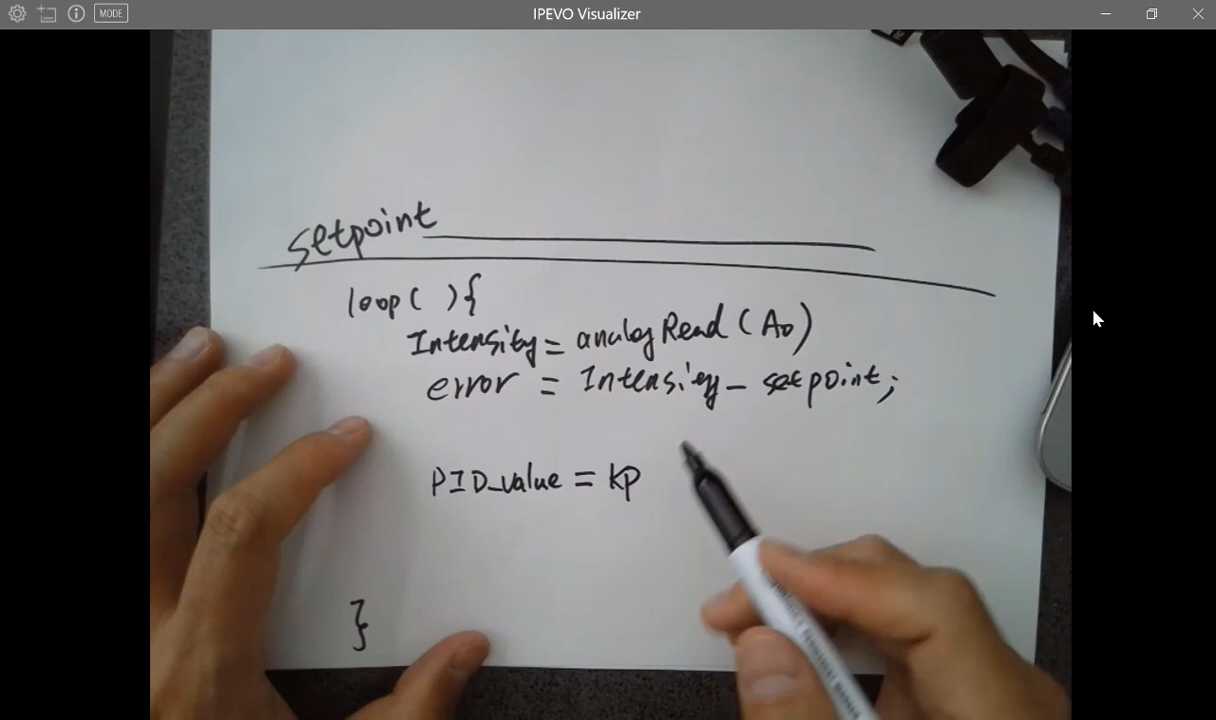 MODE
IPEVO Visualizer
setpoint
loop( ){
Intensity = analogRead (A0)
error = Intensity - setpoint;
PID_value = kp
}